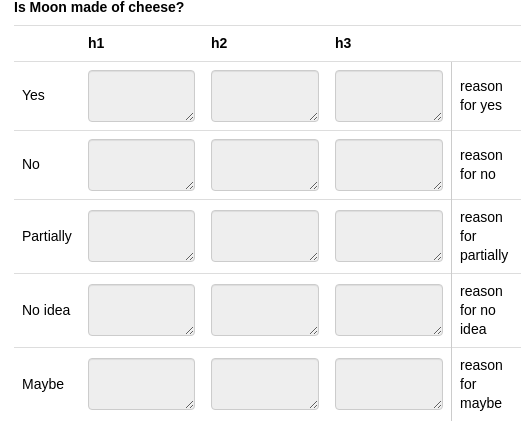 Is Moon made of cheese?
h1 h2 h3
Yes reason
for yes
No reason
for no
Partially reason
for
partially
No idea reason
for no
idea
Maybe reason
for
maybe